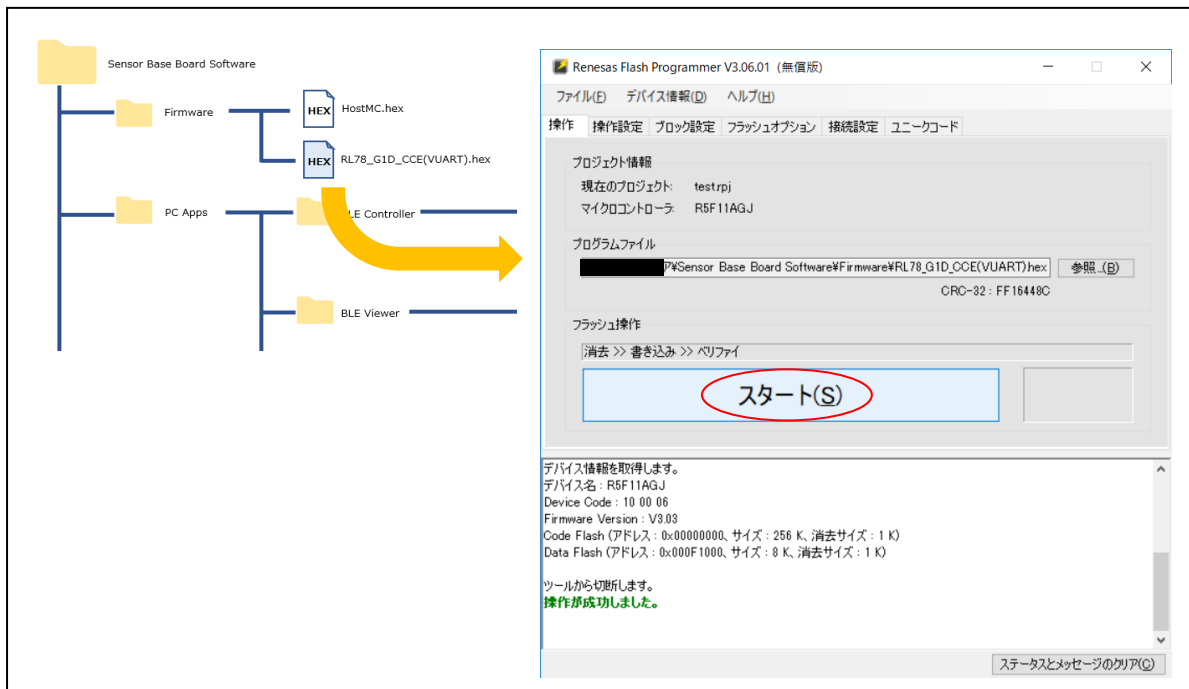 Sensor Base Board Software
Firmware
HEX
HostMC.hex
HEX
RL78_G1D_CCE(VUART).hex
PC Apps
LE Controller
BLE Viewer
Renesas Flash Programmer V3.06.01 (無償版)
ファイル(F) デバイス情報(D) ヘルプ(H)
操作 操作設定 ブロック設定 フラッシュオプション 接続設定 ユニークコード
プロジェクト情報
現在のプロジェクト: test.rpj
マイクロコントローラ: R5F11AGJ
プログラムファイル
ア¥Sensor Base Board Software¥Firmware¥RL78_G1D_CCE(VUART).hex 参照...(B)
CRC-32 : FF16448C
フラッシュ操作
消去 >> 書き込み >> ベリファイ
スタート(S)
デバイス情報を取得します。
デバイス名 : R5F11AGJ
Device Code : 10 00 06
Firmware Version : V3.03
Code Flash (アドレス : 0x00000000、サイズ : 256 K、消去サイズ : 1 K)
Data Flash (アドレス : 0x000F1000、サイズ : 8 K、消去サイズ : 1 K)
ツールから切断します。
操作が成功しました。
ステータスとメッセージのクリア(C)